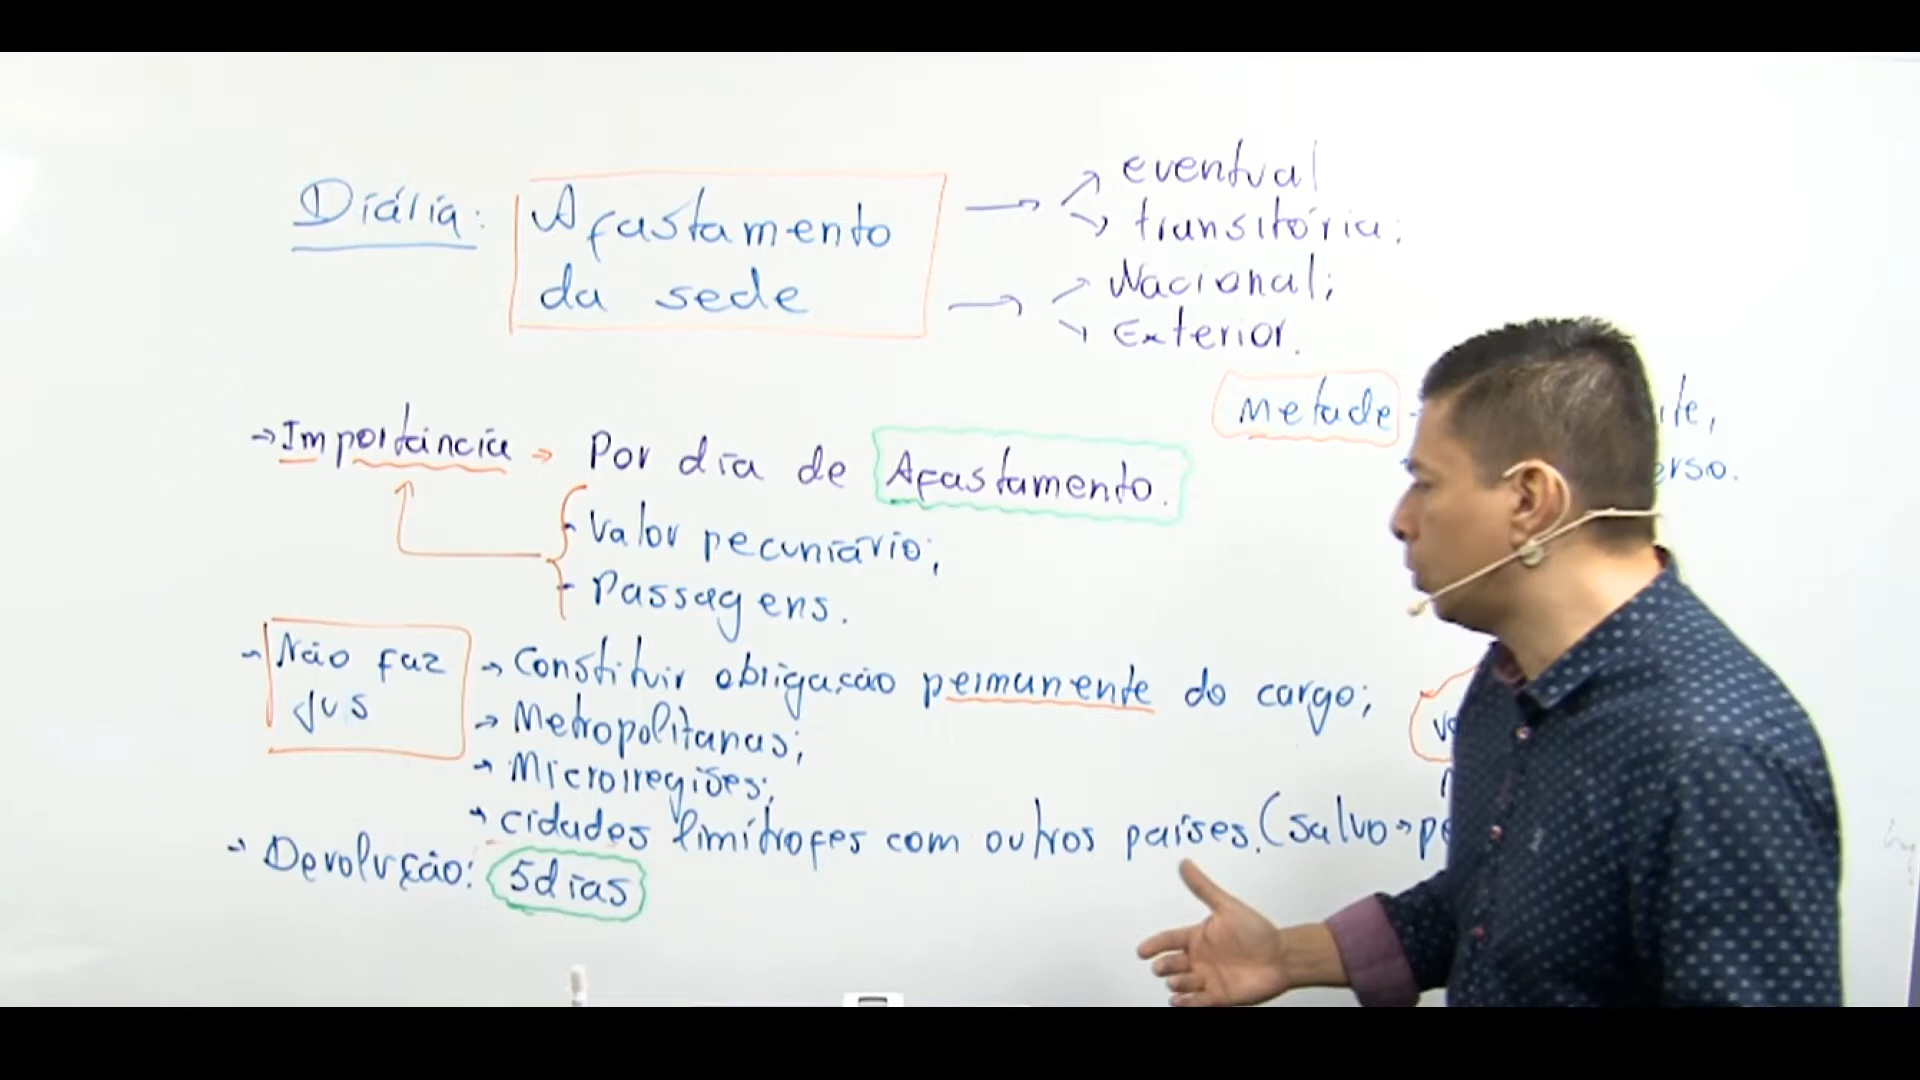 Diária: Afastamento
da sede
eventual
transitória;
Nacional;
Exterior.
Metade
→ Importância → Por dia de Afastamento.
- Valor pecuniário;
- Passagens.
→ Não faz
jus
→ Constituir obrigação permanente do cargo;
→ Metropolitanas;
→ Microrregiões;
→ cidades limítrofes com outros países. (salvo →
→ Devolução: 5 dias